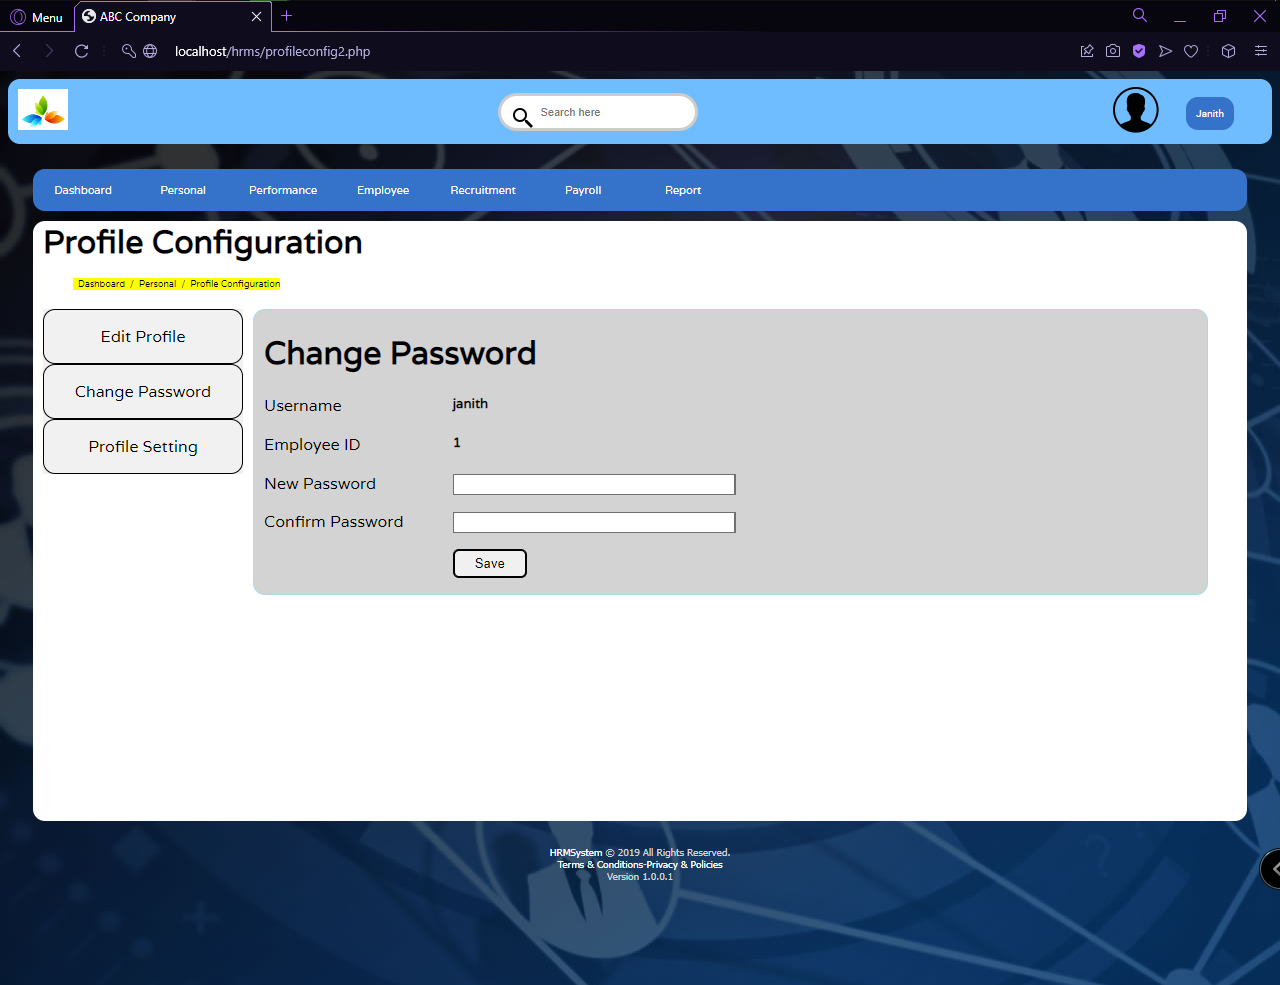 Menu
ABC Company
localhost/hrms/profileconfig2.php
Search here
Janith
Dashboard Personal Performance Employee Recruitment Payroll Report
Profile Configuration
Dashboard / Personal / Profile Configuration
Edit Profile
Change Password
Profile Setting
Change Password
Username janith
Employee ID 1
New Password
Confirm Password
Save
HRMSystem © 2019 All Rights Reserved.
Terms & Conditions-Privacy & Policies
Version 1.0.0.1